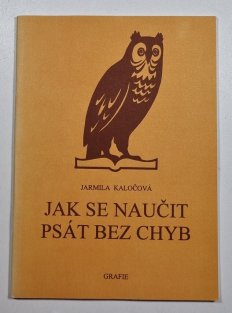 JARMILA KALOČOVÁ
JAK SE NAUČIT
PSÁT BEZ CHYB
GRAFIE